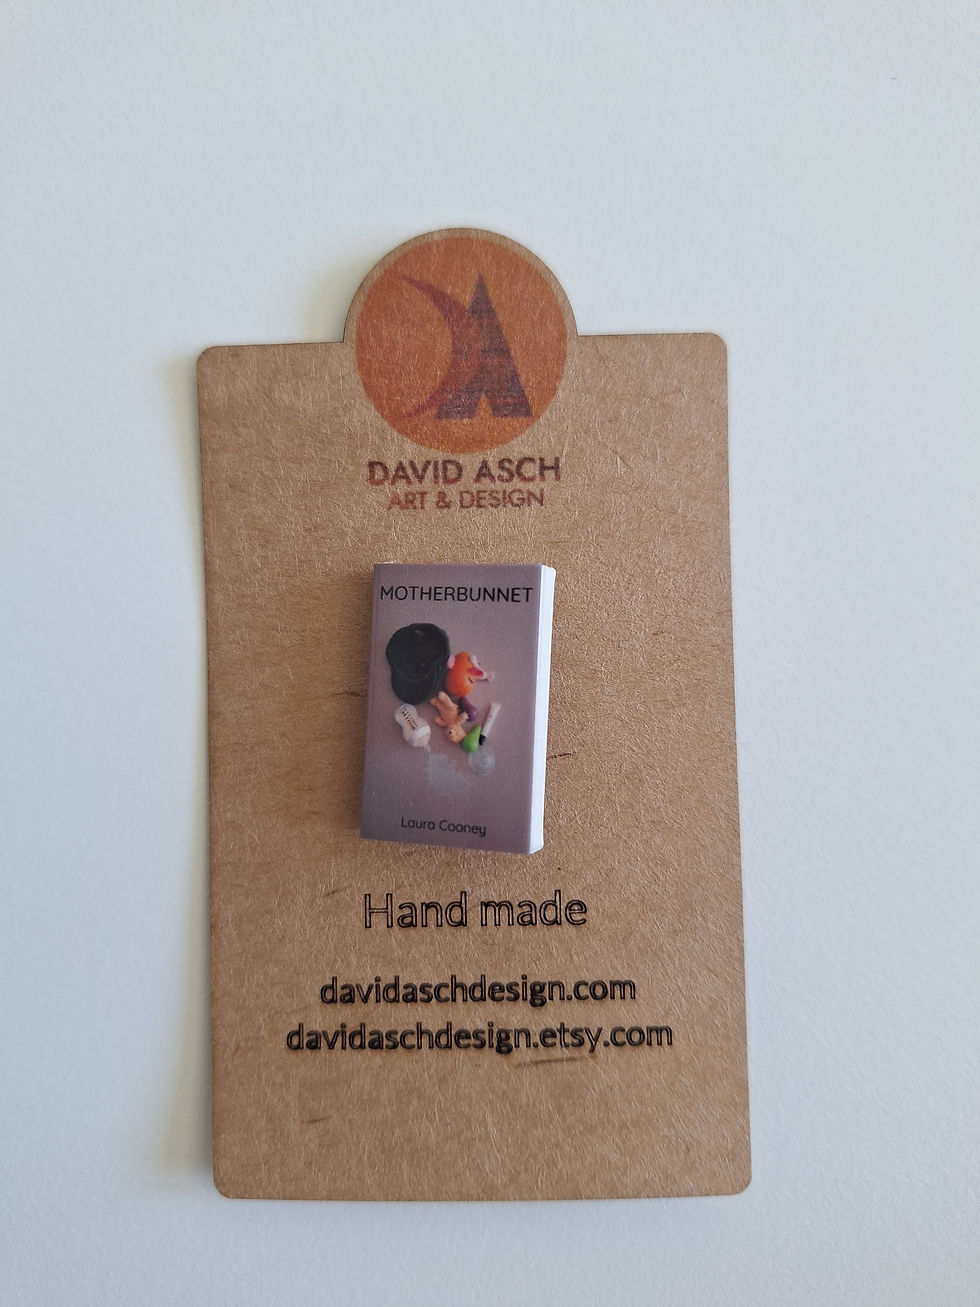 DAVID ASCH
ART & DESIGN
MOTHERBUNNET
Laura Cooney
Hand made
davidaschdesign.com
davidaschdesign.etsy.com